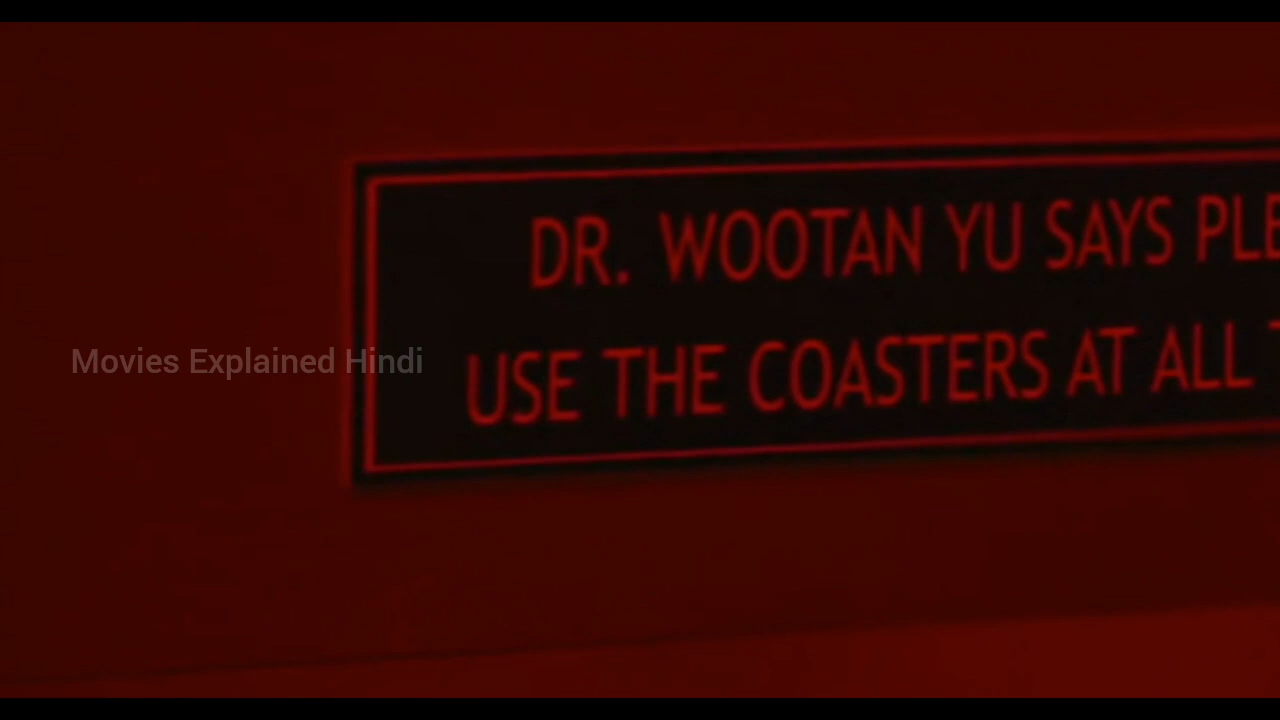 DR. WOOTAN YU SAYS PLE
USE THE COASTERS AT ALL
Movies Explained Hindi